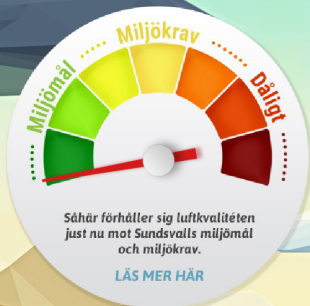 Miljömål
Miljökrav
Dåligt
Såhär förhåller sig luftkvalitéten
just nu mot Sundsvalls miljömål
och miljökrav.
LÄS MER HÄR